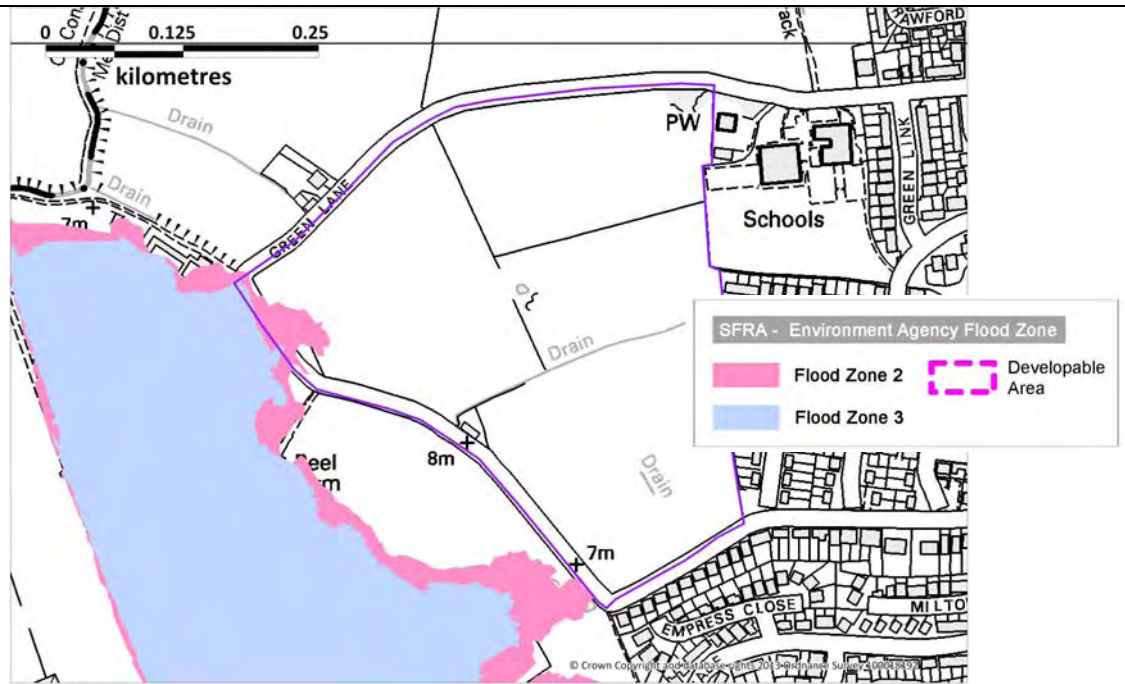 0 0.125 0.25
kilometres
Drain
Drain
7m
GREEN LANE
PW
Schools
GREEN LINK
Drain
Drain
8m
7m
EMPRESS CLOSE
SFRA - Environment Agency Flood Zone
Flood Zone 2
Flood Zone 3
Developable
Area
© Crown Copyright and database rights 2013 Ordnance Survey 100018192